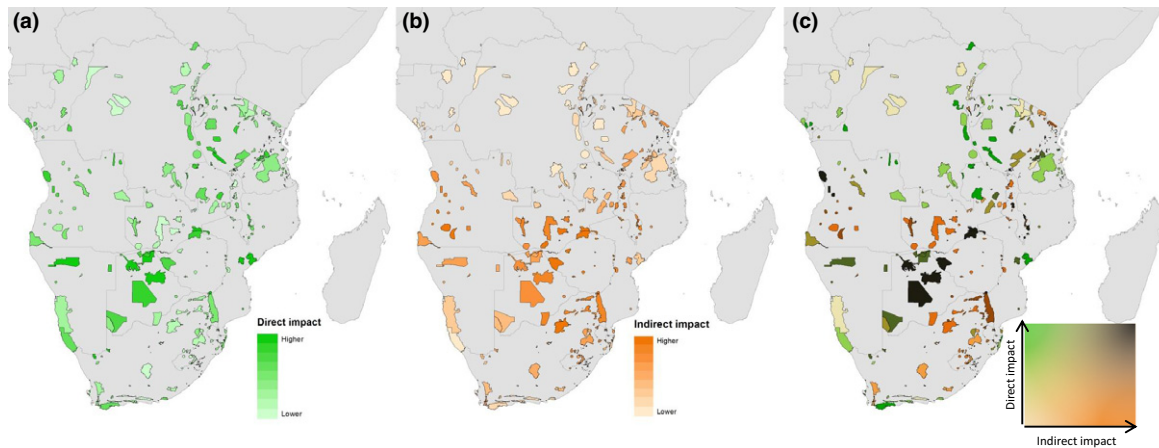 (a)
Direct impact
Higher
Lower
(b)
Indirect impact
Higher
Lower
(c)
Direct impact
Indirect impact